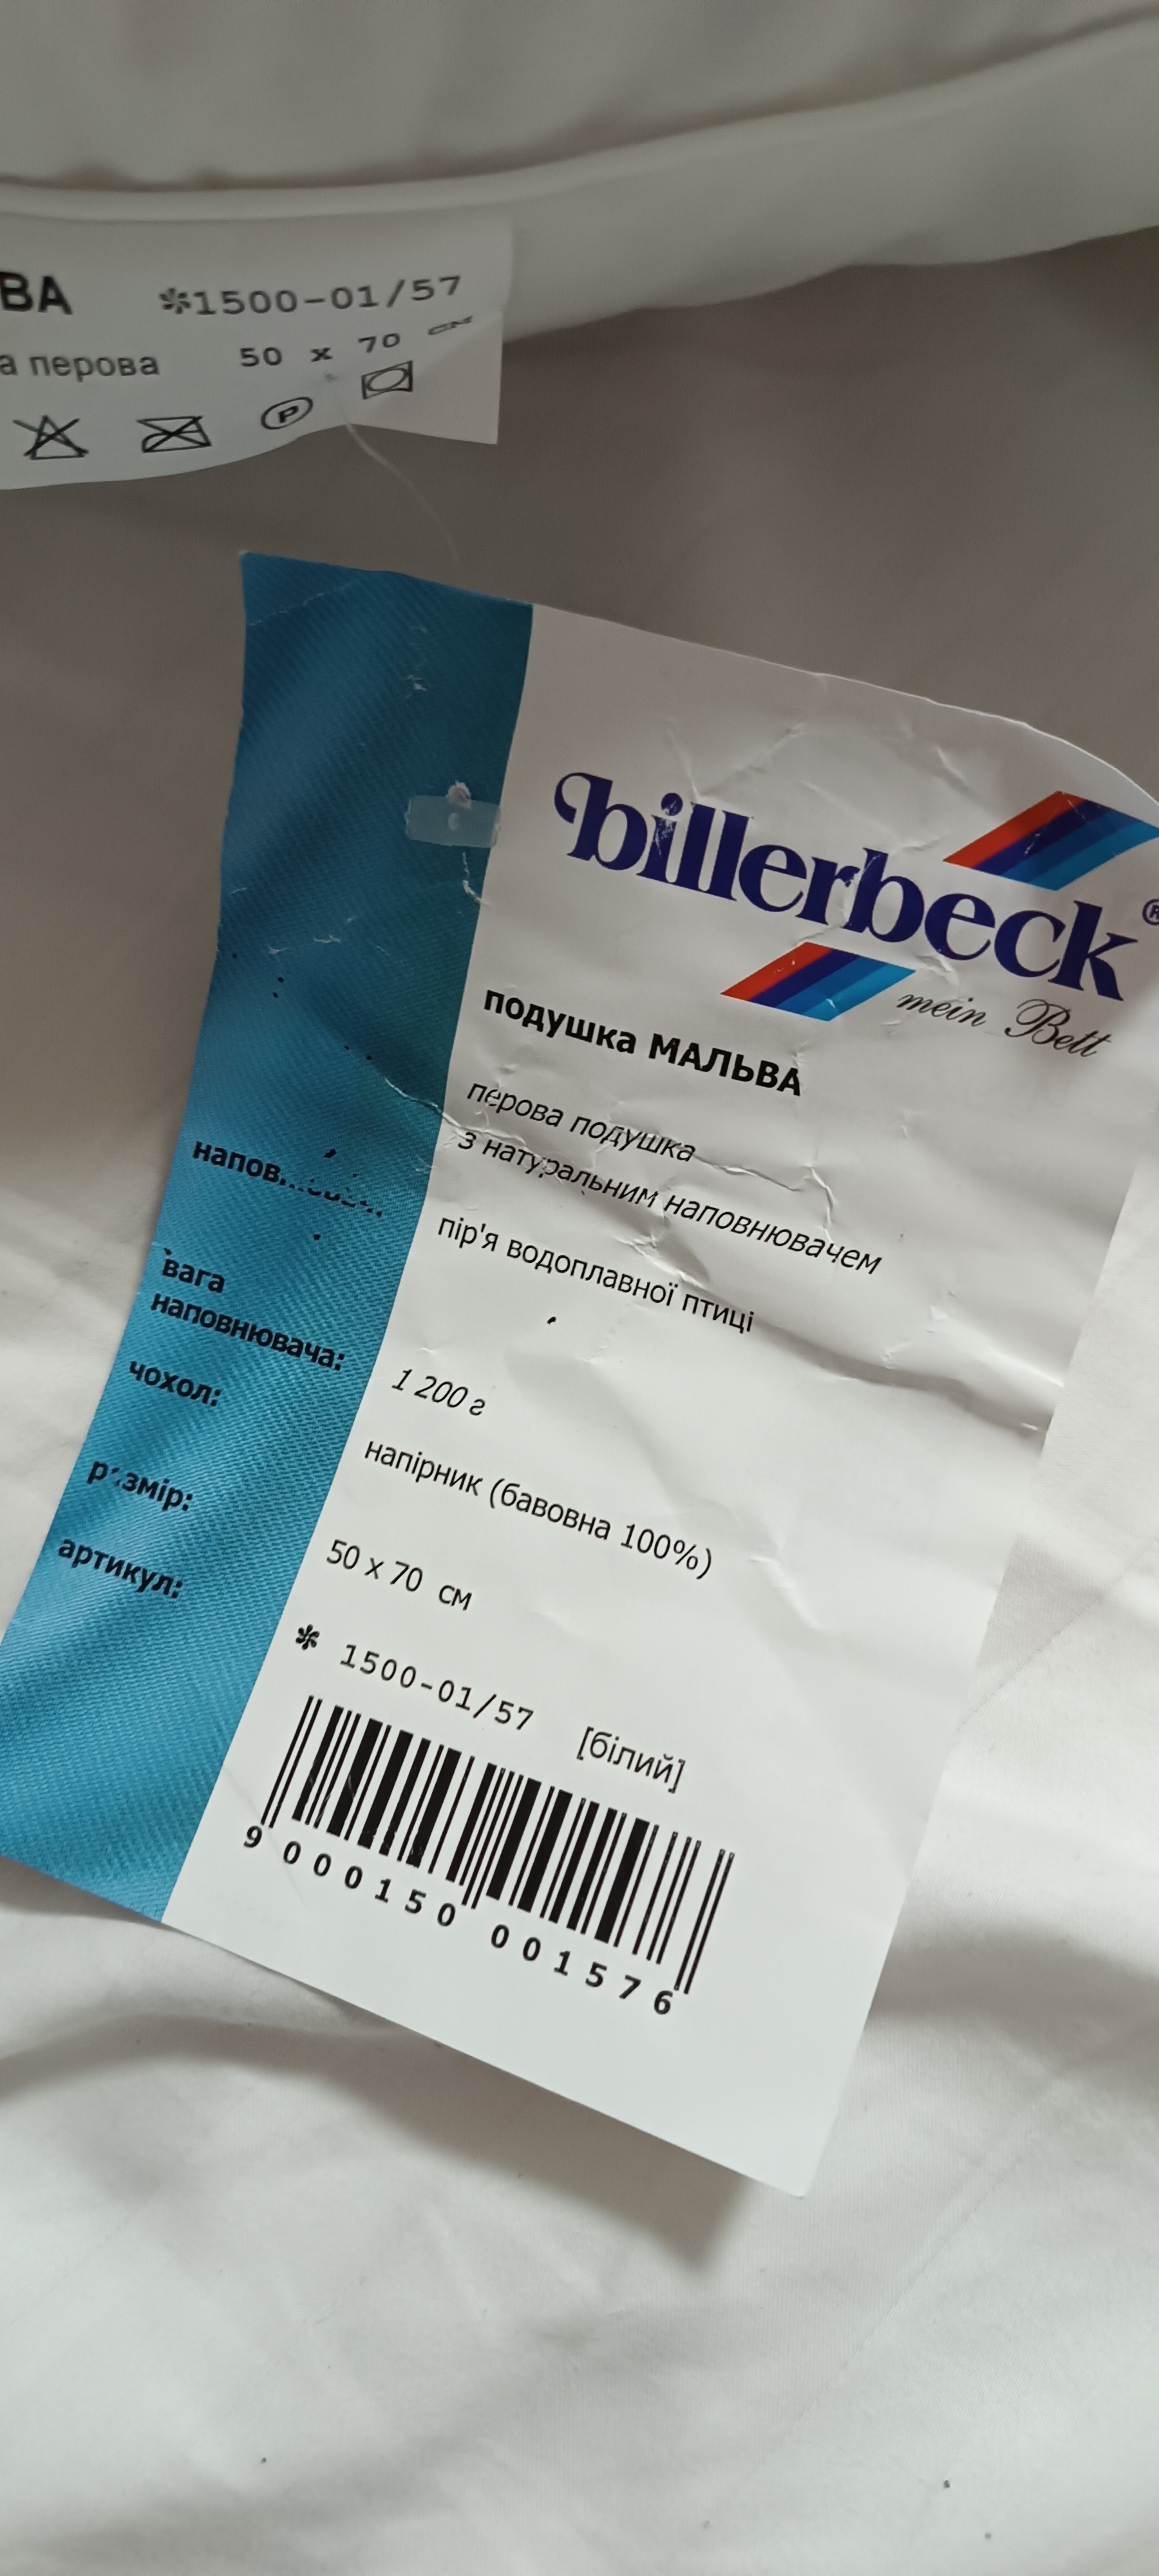 ВА *1500-01/57
а перова 50 x 70 см
P
billerbeck®
mein Bett
подушка МАЛЬВА
перова подушка
з натуральним наповнювачем
пір'я водоплавної птиці
вага
наповнювача: 1 200 г
чохол: напірник (бавовна 100%)
розмір: 50 x 70 см
артикул: * 1500-01/57 [білий]
9 000150 001576